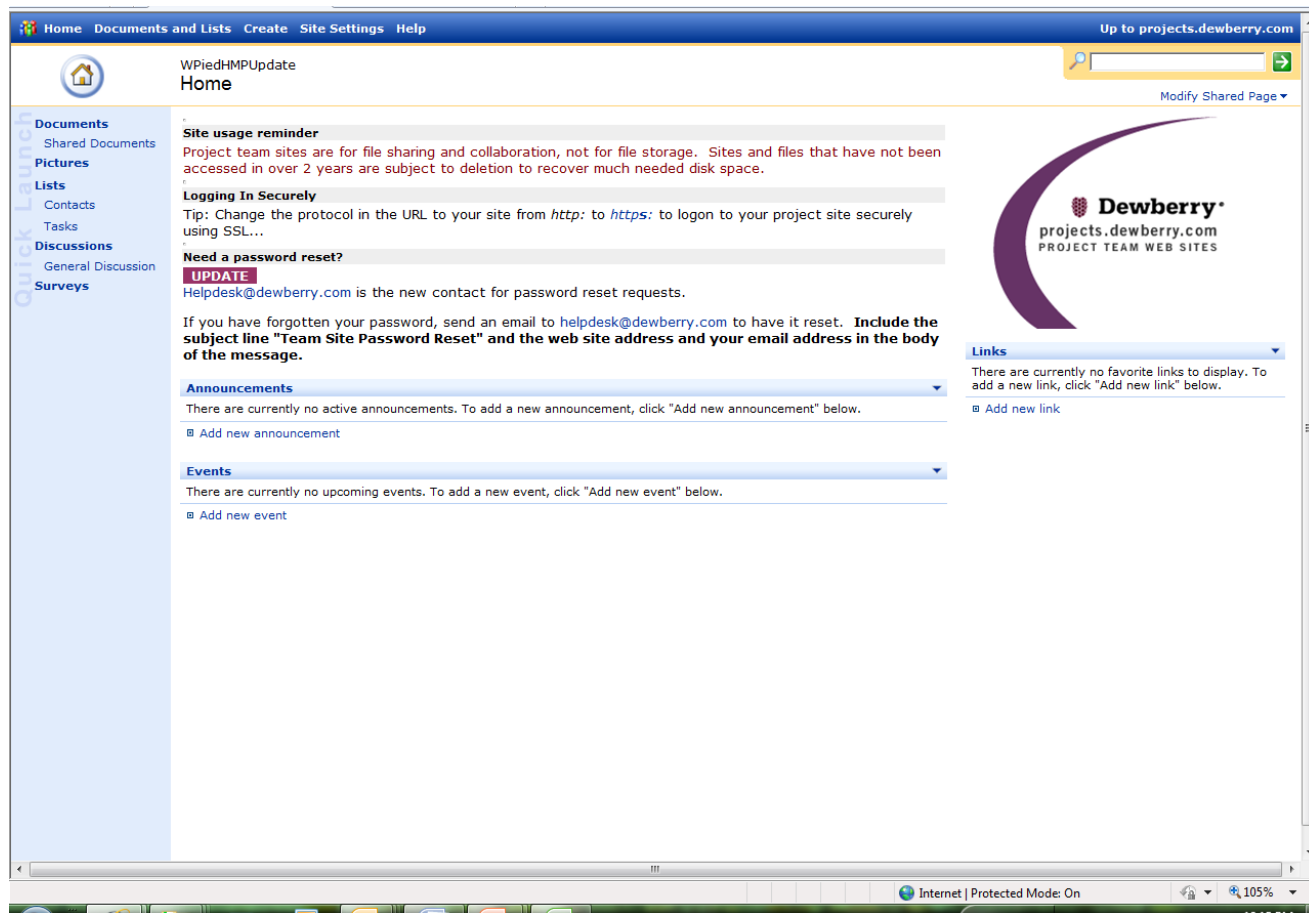 Home Documents and Lists Create Site Settings Help Up to projects.dewberry.com
WPiedHMPUpdate
Home
Modify Shared Page
Quick Launch
Documents
Shared Documents
Pictures
Lists
Contacts
Tasks
Discussions
General Discussion
Surveys
Site usage reminder
Project team sites are for file sharing and collaboration, not for file storage. Sites and files that have not been
accessed in over 2 years are subject to deletion to recover much needed disk space.
Logging In Securely
Tip: Change the protocol in the URL to your site from http: to https: to logon to your project site securely
using SSL...
Need a password reset?
UPDATE
Helpdesk@dewberry.com is the new contact for password reset requests.
If you have forgotten your password, send an email to helpdesk@dewberry.com to have it reset. Include the
subject line "Team Site Password Reset" and the web site address and your email address in the body
of the message.
Announcements
There are currently no active announcements. To add a new announcement, click "Add new announcement" below.
Add new announcement
Events
There are currently no upcoming events. To add a new event, click "Add new event" below.
Add new event
Dewberry
projects.dewberry.com
PROJECT TEAM WEB SITES
Links
There are currently no favorite links to display. To
add a new link, click "Add new link" below.
Add new link
Internet | Protected Mode: On 105%